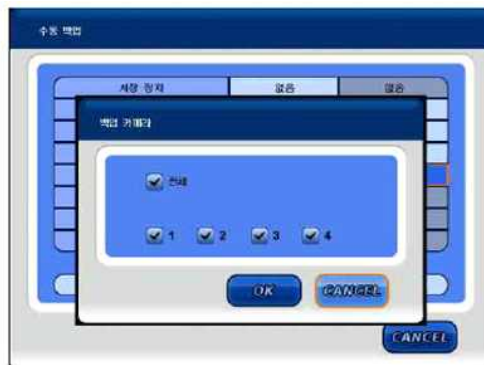 수동 백업
저장 장치 없음 없음
백업 카메라
전체
1 2 3 4
OK CANCEL
CANCEL